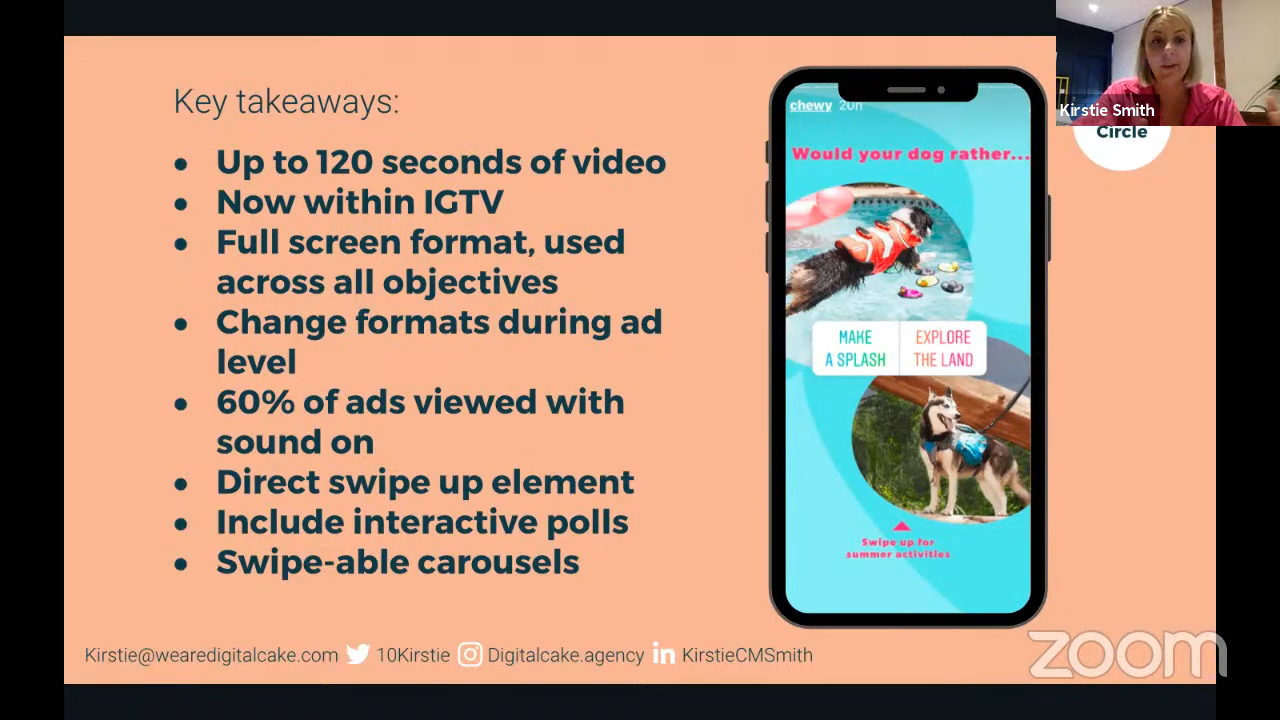 Key takeaways:
• Up to 120 seconds of video
• Now within IGTV
• Full screen format, used
across all objectives
• Change formats during ad
level
• 60% of ads viewed with
sound on
• Direct swipe up element
• Include interactive polls
• Swipe-able carousels
chewy 20h
Would your dog rather...
MAKE
A SPLASH
EXPLORE
THE LAND
Swipe up for
summer activities
Kirstie Smith
Circle
Kirstie@wearedigitalcake.com 10Kirstie Digitalcake.agency in KirstieCMSmith
zoom